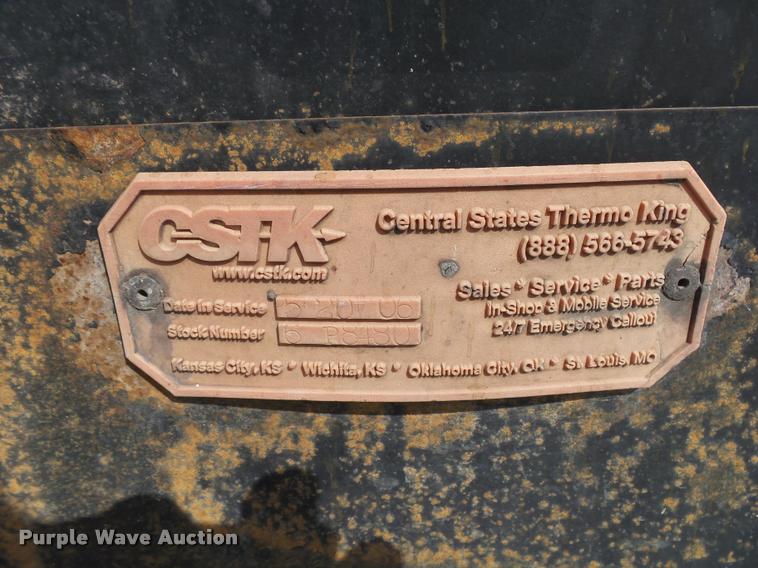 CSTK
www.cstk.com
Central States Thermo King
(888) 566-5743
Sales * Service * Parts
In-Shop & Mobile Service
24/7 Emergency Callout
Date in Service
Stock Number
Kansas City, KS * Wichita, KS * Oklahoma City, OK * St. Louis, MO
Purple Wave Auction